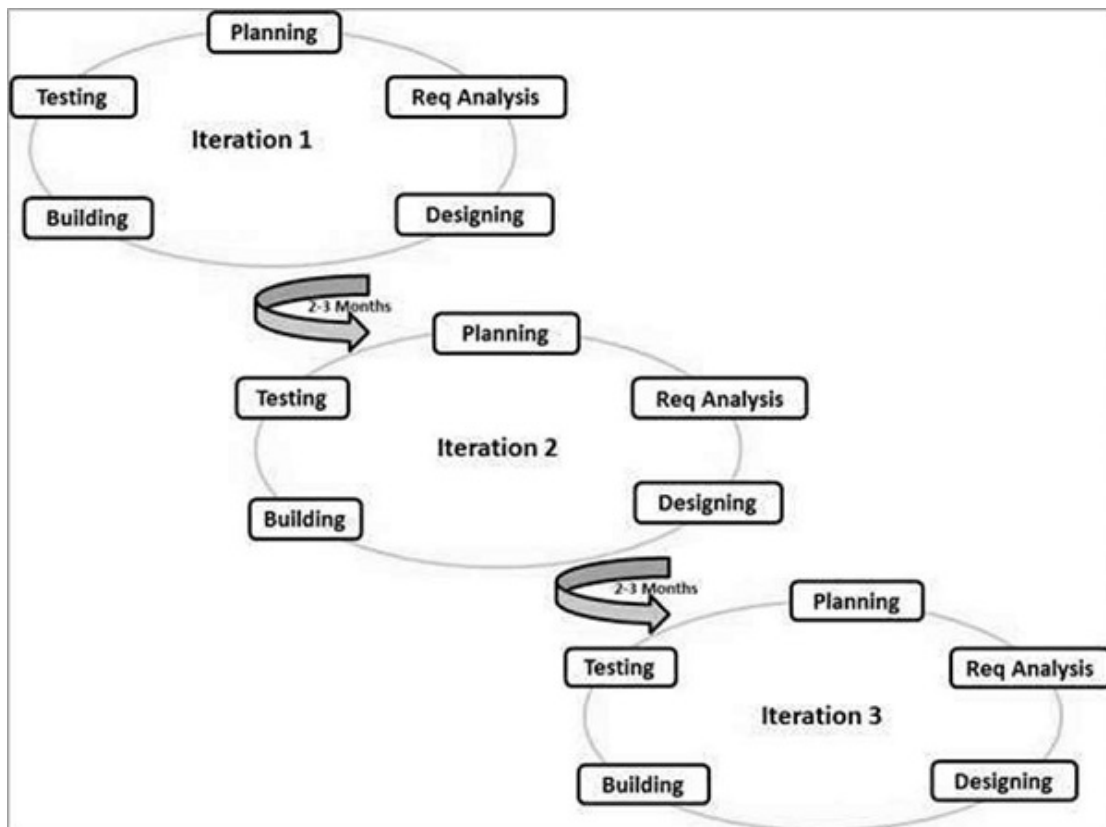 Planning
Testing
Req Analysis
Iteration 1
Building
Designing
2-3 Months
Planning
Testing
Req Analysis
Iteration 2
Building
Designing
2-3 Months
Planning
Testing
Req Analysis
Iteration 3
Building
Designing